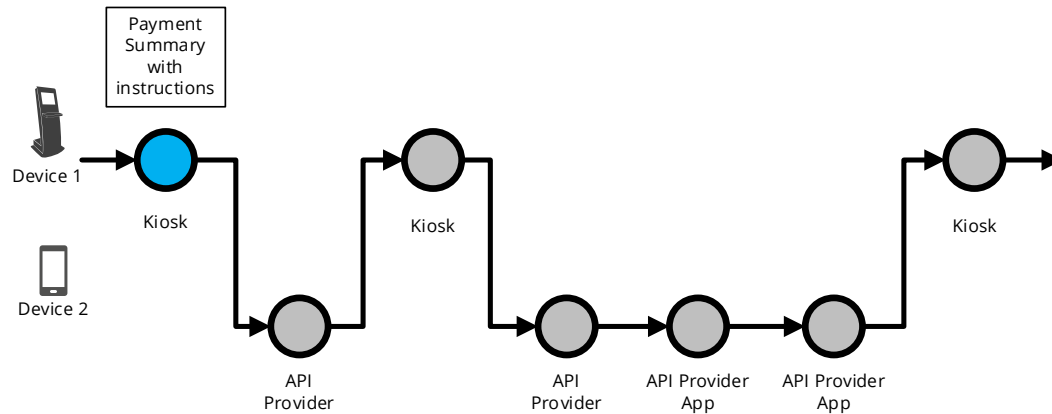 Payment
Summary
with
instructions
Device 1
Kiosk
Kiosk
Kiosk
Device 2
API
Provider
API
Provider
API Provider
App
API Provider
App